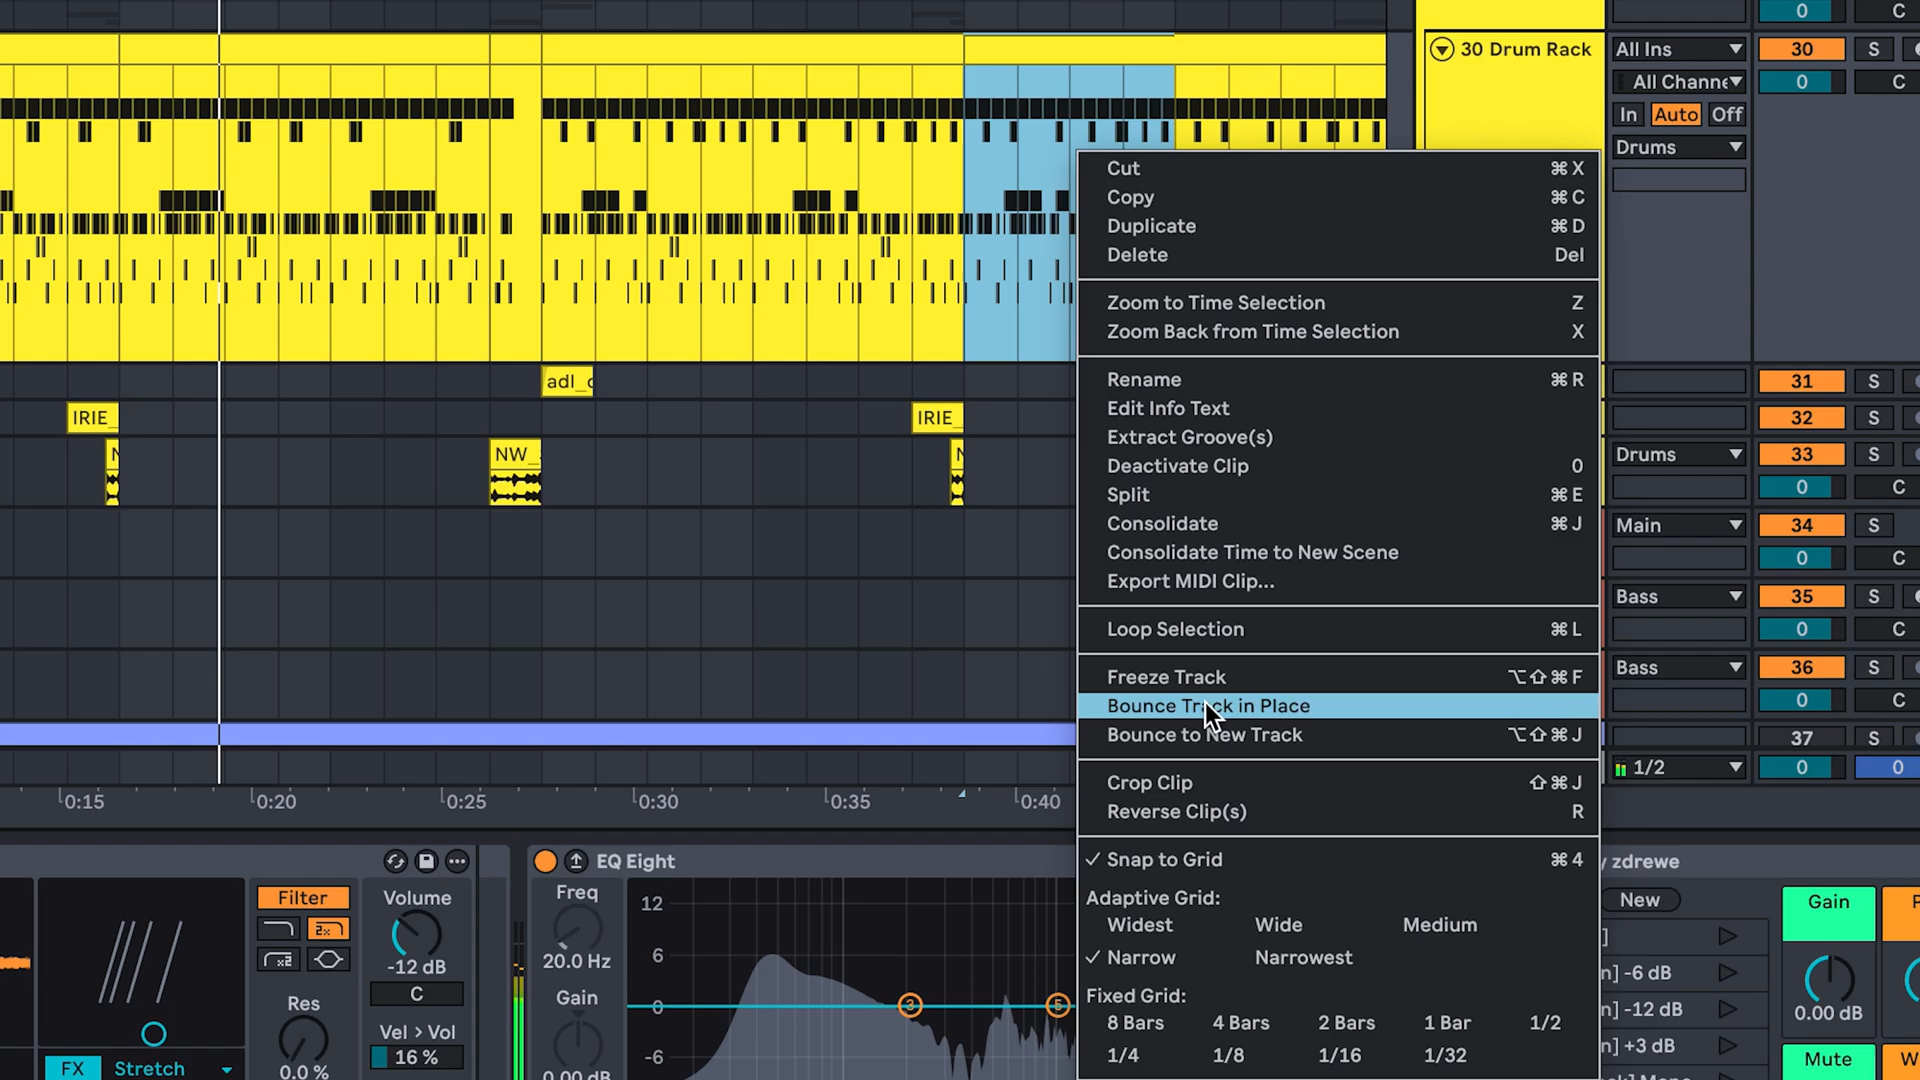 0 C
30 Drum Rack All Ins 30 S
All Channe 0 C
In Auto Off
Drums
Cut ⌘ X
Copy ⌘ C
Duplicate ⌘ D
Delete Del
Zoom to Time Selection Z
Zoom Back from Time Selection X
Rename ⌘ R
Edit Info Text
Extract Groove(s)
Deactivate Clip 0
Split ⌘ E
Consolidate ⌘ J
Consolidate Time to New Scene
Export MIDI Clip...
Loop Selection ⌘ L
Freeze Track ⌥⇧⌘ F
Bounce Track in Place
Bounce to New Track ⌥⇧⌘ J
Crop Clip ⇧⌘ J
Reverse Clip(s) R
✓ Snap to Grid ⌘ 4
Adaptive Grid:
Widest Wide Medium
✓ Narrow Narrowest
Fixed Grid:
8 Bars 4 Bars 2 Bars 1 Bar 1/2
1/4 1/8 1/16 1/32
adl_
IRIE_ IRIE_
N NW_ N
31 S
32 S
Drums 33 S
0 C
Main 34 S
0 C
Bass 35 S
0 C
Bass 36 S
0 C
37 S
1/2 0 0
0:15 0:20 0:25 0:30 0:35 0:40
Filter
Volume
-12 dB
C
Res
0.0 %
Vel > Vol
16 %
FX Stretch
EQ Eight
Freq
20.0 Hz
Gain
0.00 dB
12
6
0
-6
3 5
y zdrewe
New
]
n] -6 dB
n] -12 dB
n] +3 dB
Gain
0.00 dB
Mute